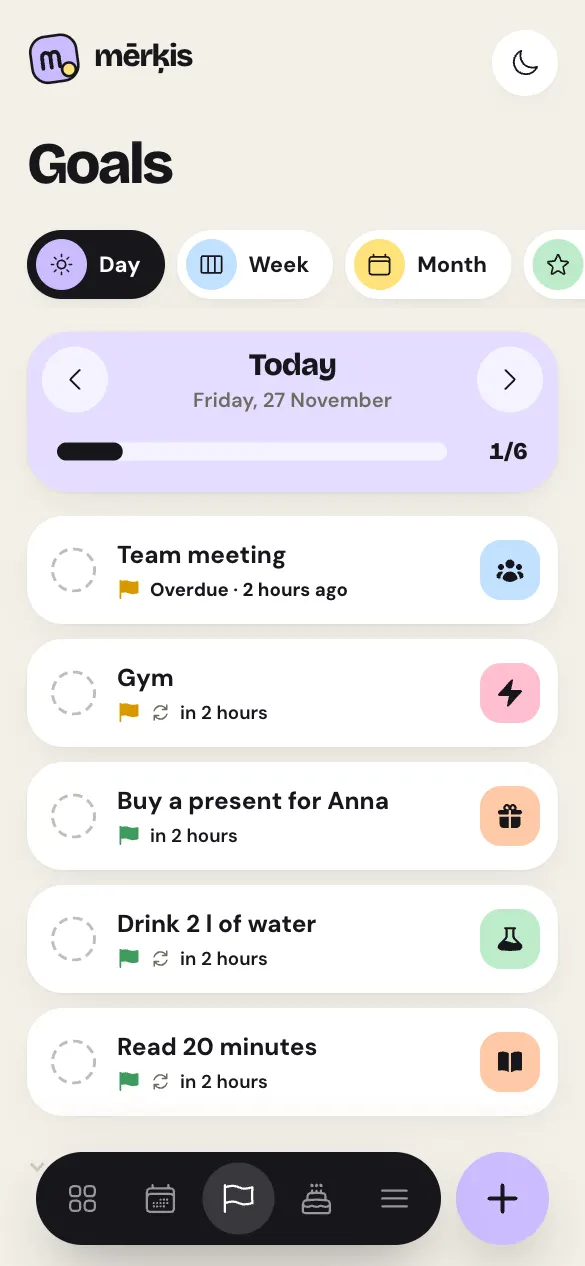 m
mērķis
Goals
Day
Week
Month
Today
Friday, 27 November
1/6
Team meeting
Overdue · 2 hours ago
Gym
in 2 hours
Buy a present for Anna
in 2 hours
Drink 2 l of water
in 2 hours
Read 20 minutes
in 2 hours